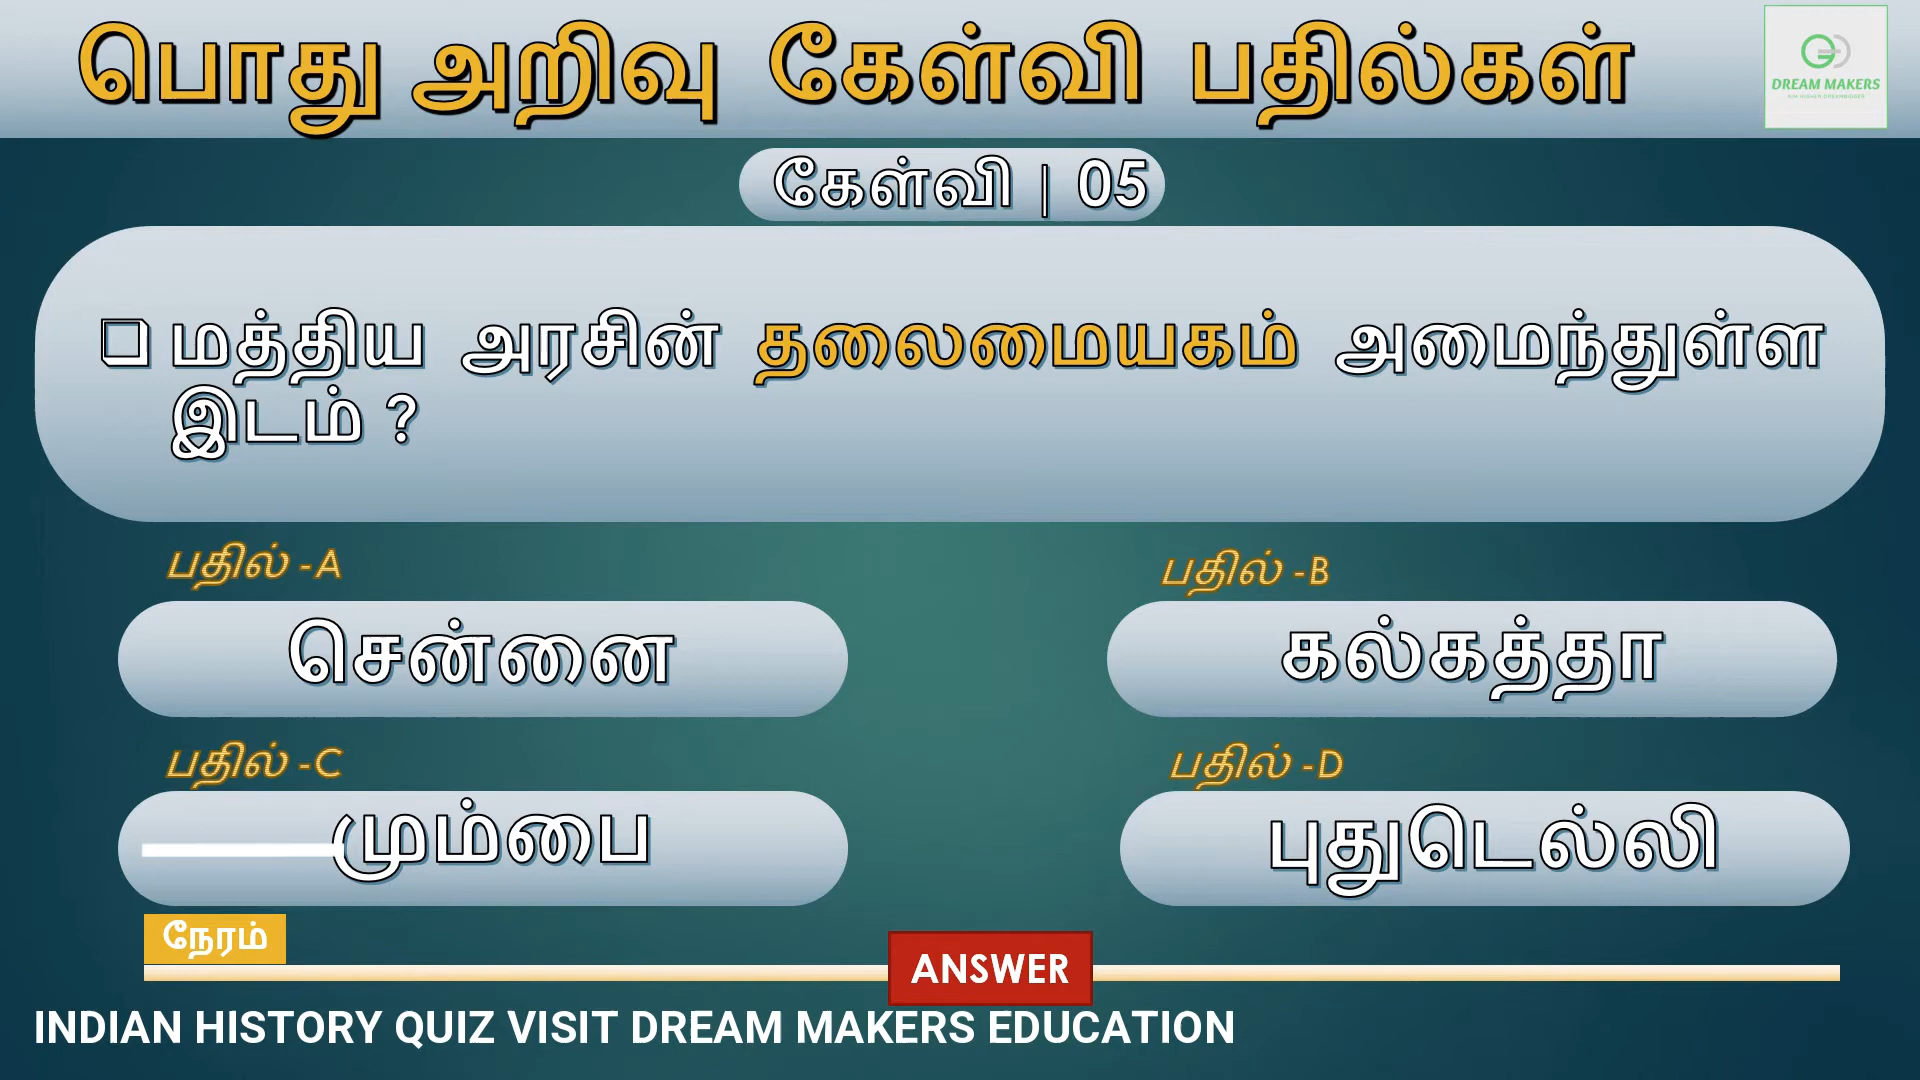 பொது அறிவு கேள்வி பதில்கள்
DREAM MAKERS
கேள்வி | 05
மத்திய அரசின் தலைமையகம் அமைந்துள்ள
இடம் ?
பதில் -A
பதில் -B
சென்னை
கல்கத்தா
பதில் -C
பதில் -D
மும்பை
புதுடெல்லி
நேரம்
ANSWER
INDIAN HISTORY QUIZ VISIT DREAM MAKERS EDUCATION